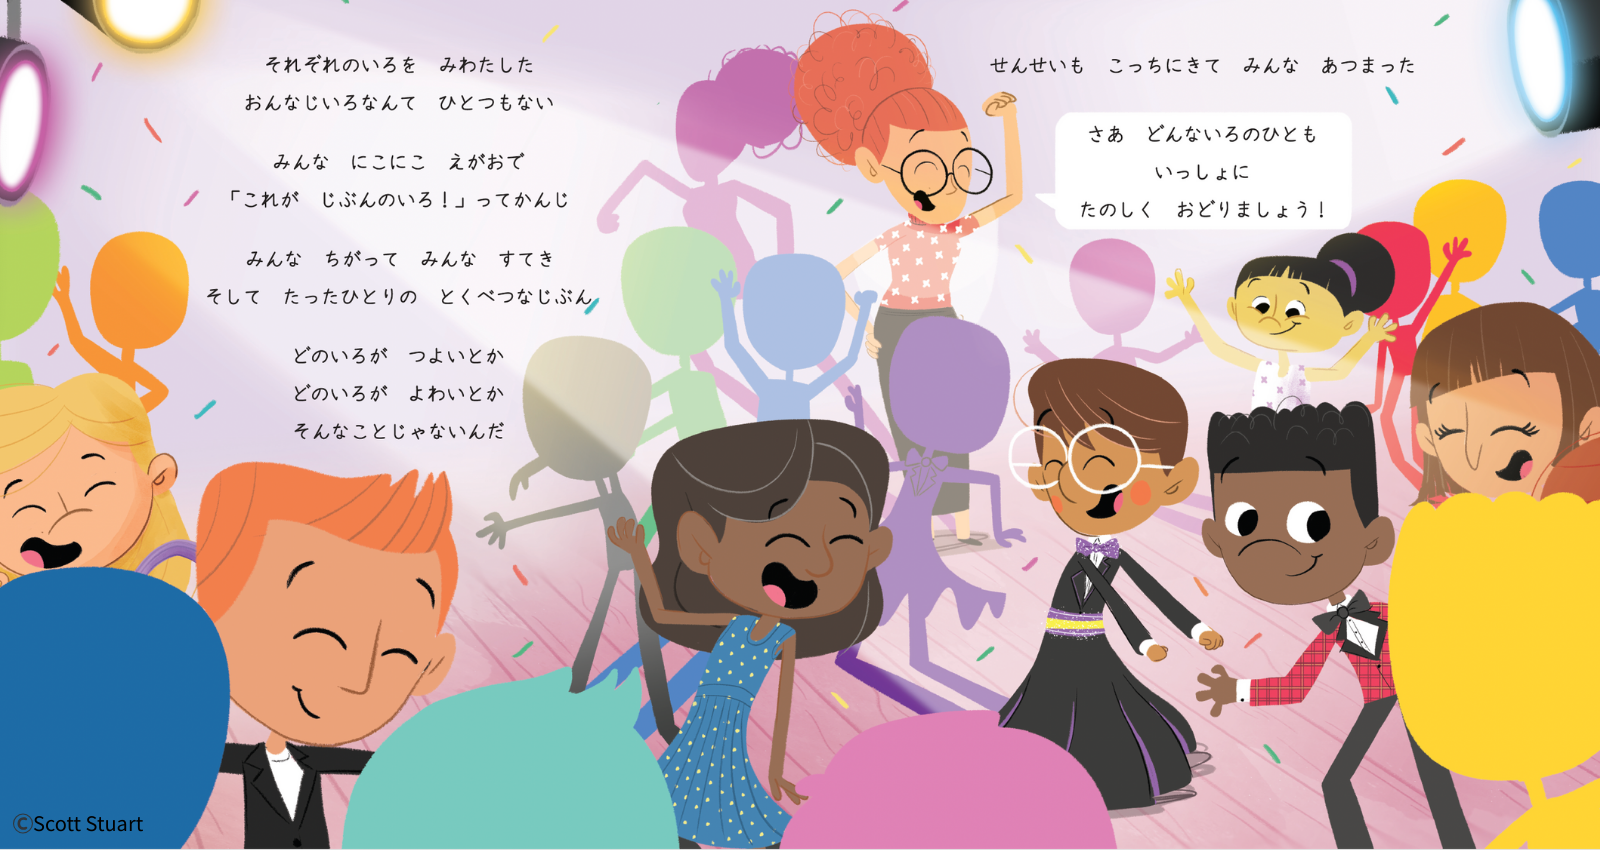 それぞれのいろを　みわたした
おんなじいろなんて　ひとつもない
みんな　にこにこ　えがおで
「これが　じぶんのいろ！」ってかんじ
みんな　ちがって　みんな　すてき
そして　たったひとりの　とくべつなじぶん
どのいろが　つよいとか
どのいろが　よわいとか
そんなことじゃないんだ
せんせいも　こっちにきて　みんな　あつまった
さあ　どんないろのひとも
いっしょに
たのしく　おどりましょう！
©Scott Stuart